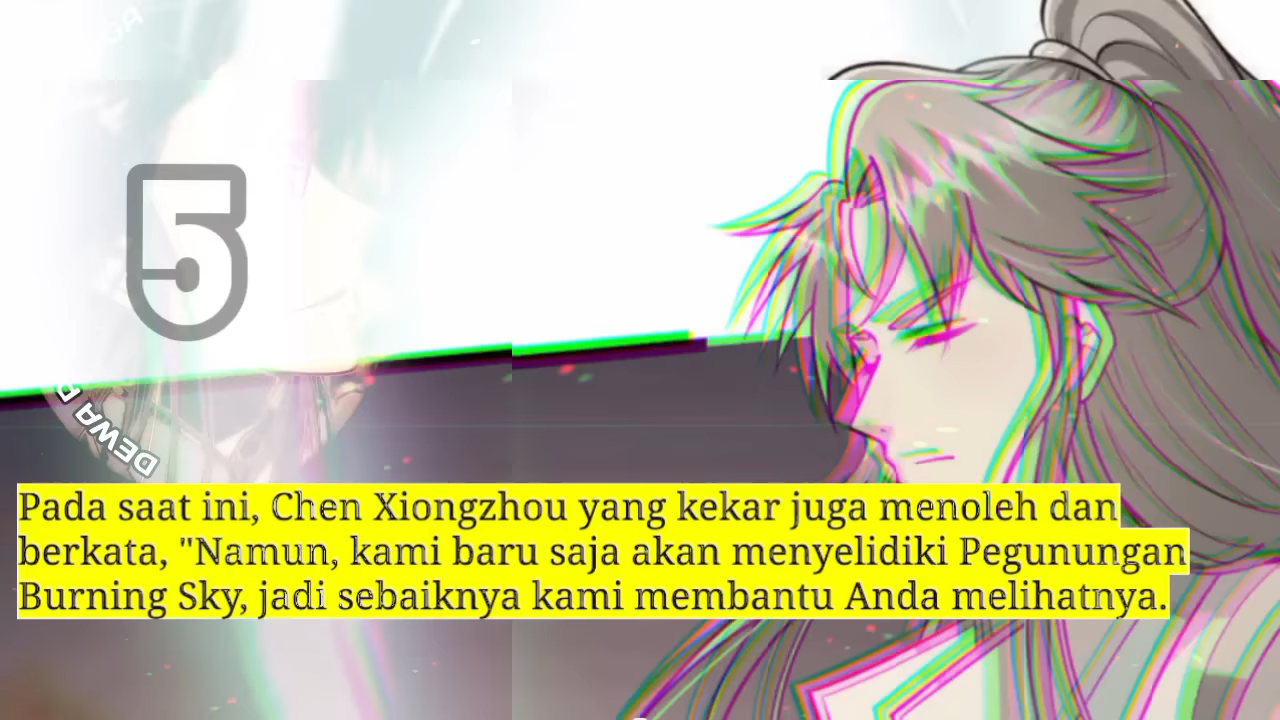 5
DEWA
Pada saat ini, Chen Xiongzhou yang kekar juga menoleh dan
berkata, "Namun, kami baru saja akan menyelidiki Pegunungan
Burning Sky, jadi sebaiknya kami membantu Anda melihatnya.